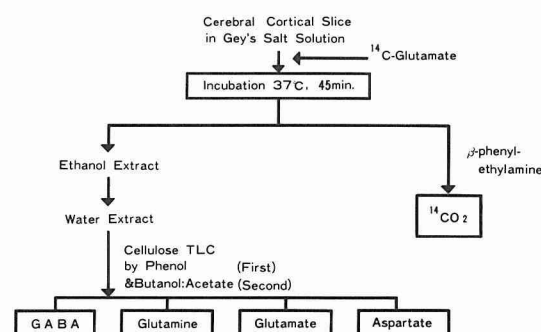 Cerebral Cortical Slice
in Gey's Salt Solution
¹⁴C-Glutamate
Incubation 37℃, 45min.
Ethanol Extract
β-phenyl-
ethylamine
Water Extract
¹⁴CO₂
Cellulose TLC
by Phenol (First)
&Butanol:Acetate (Second)
GABA Glutamine Glutamate Aspartate